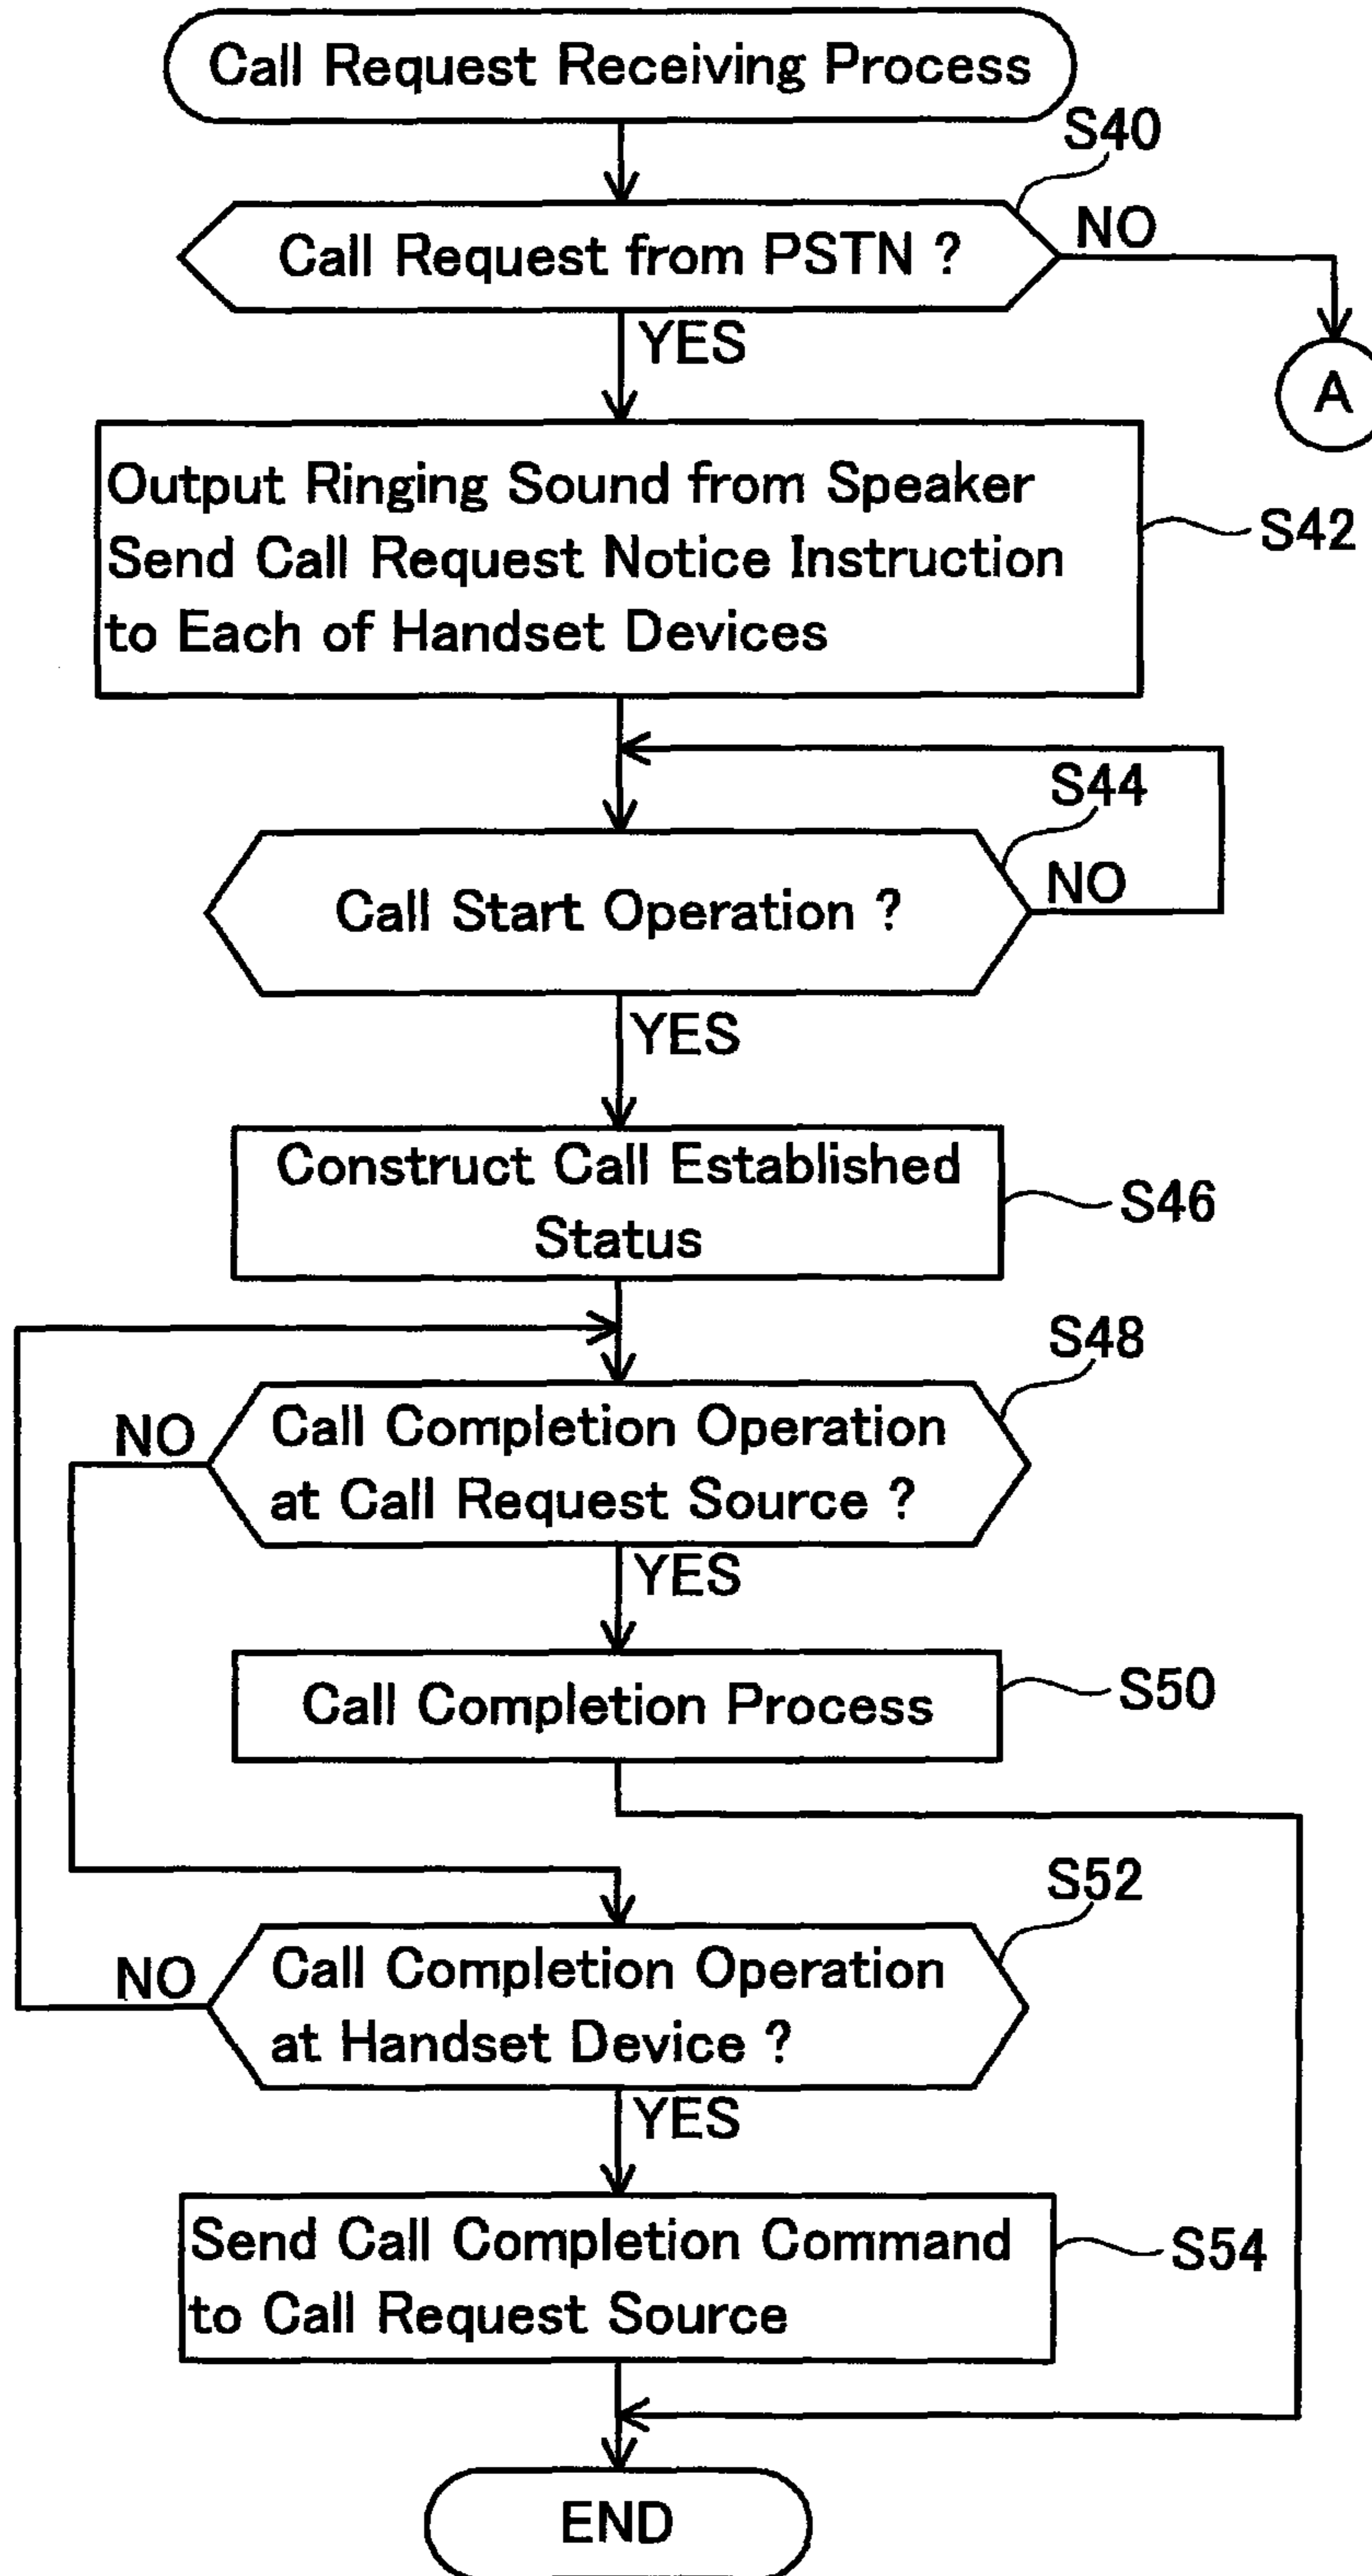 Call Request Receiving Process
S40
Call Request from PSTN ?
NO
A
YES
Output Ringing Sound from Speaker
Send Call Request Notice Instruction
to Each of Handset Devices
S42
S44
Call Start Operation ?
NO
YES
Construct Call Established
Status
S46
S48
NO
Call Completion Operation
at Call Request Source ?
YES
Call Completion Process
S50
S52
NO
Call Completion Operation
at Handset Device ?
YES
Send Call Completion Command
to Call Request Source
S54
END